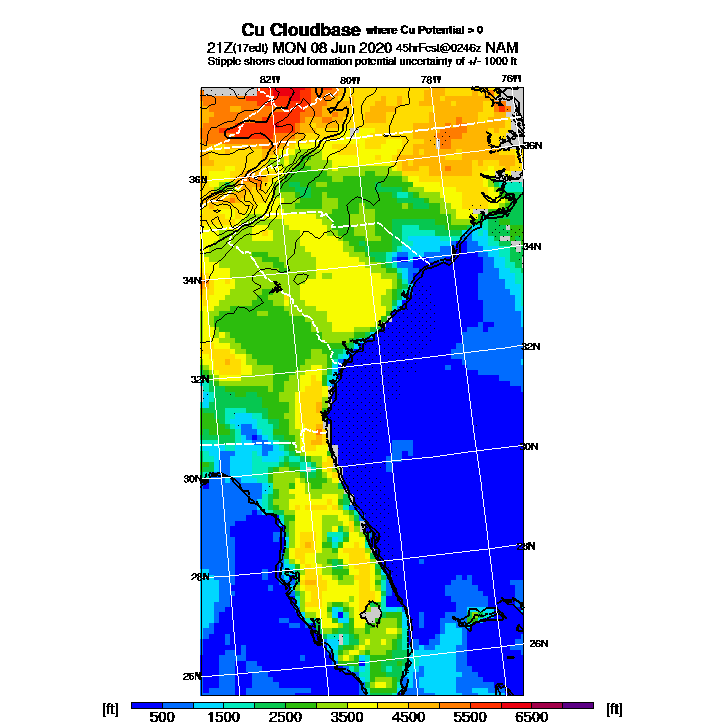 Cu Cloudbase where Cu Potential > 0
21Z(17edt) MON 08 Jun 2020 45hrFcst@0246z NAM
Stipple shows cloud formation potential uncertainty of +/- 1000 ft
82W 80W 78W 76W
36N
36N
34N
34N
32N
32N
30N
30N
28N
28N
26N
26N
[ft] 500 1500 2500 3500 4500 5500 6500 [ft]